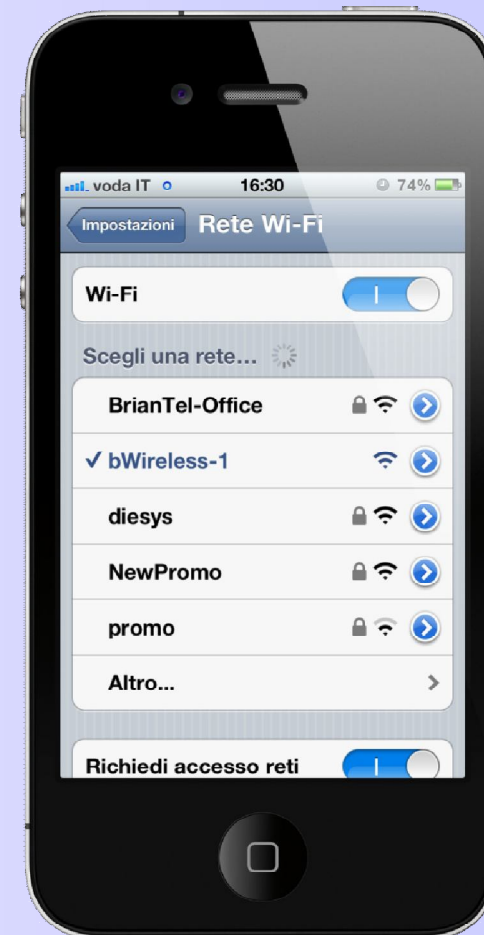 voda IT 16:30 74%
Impostazioni Rete Wi-Fi
Wi-Fi
Scegli una rete...
BrianTel-Office
✓ bWireless-1
diesys
NewPromo
promo
Altro...
Richiedi accesso reti